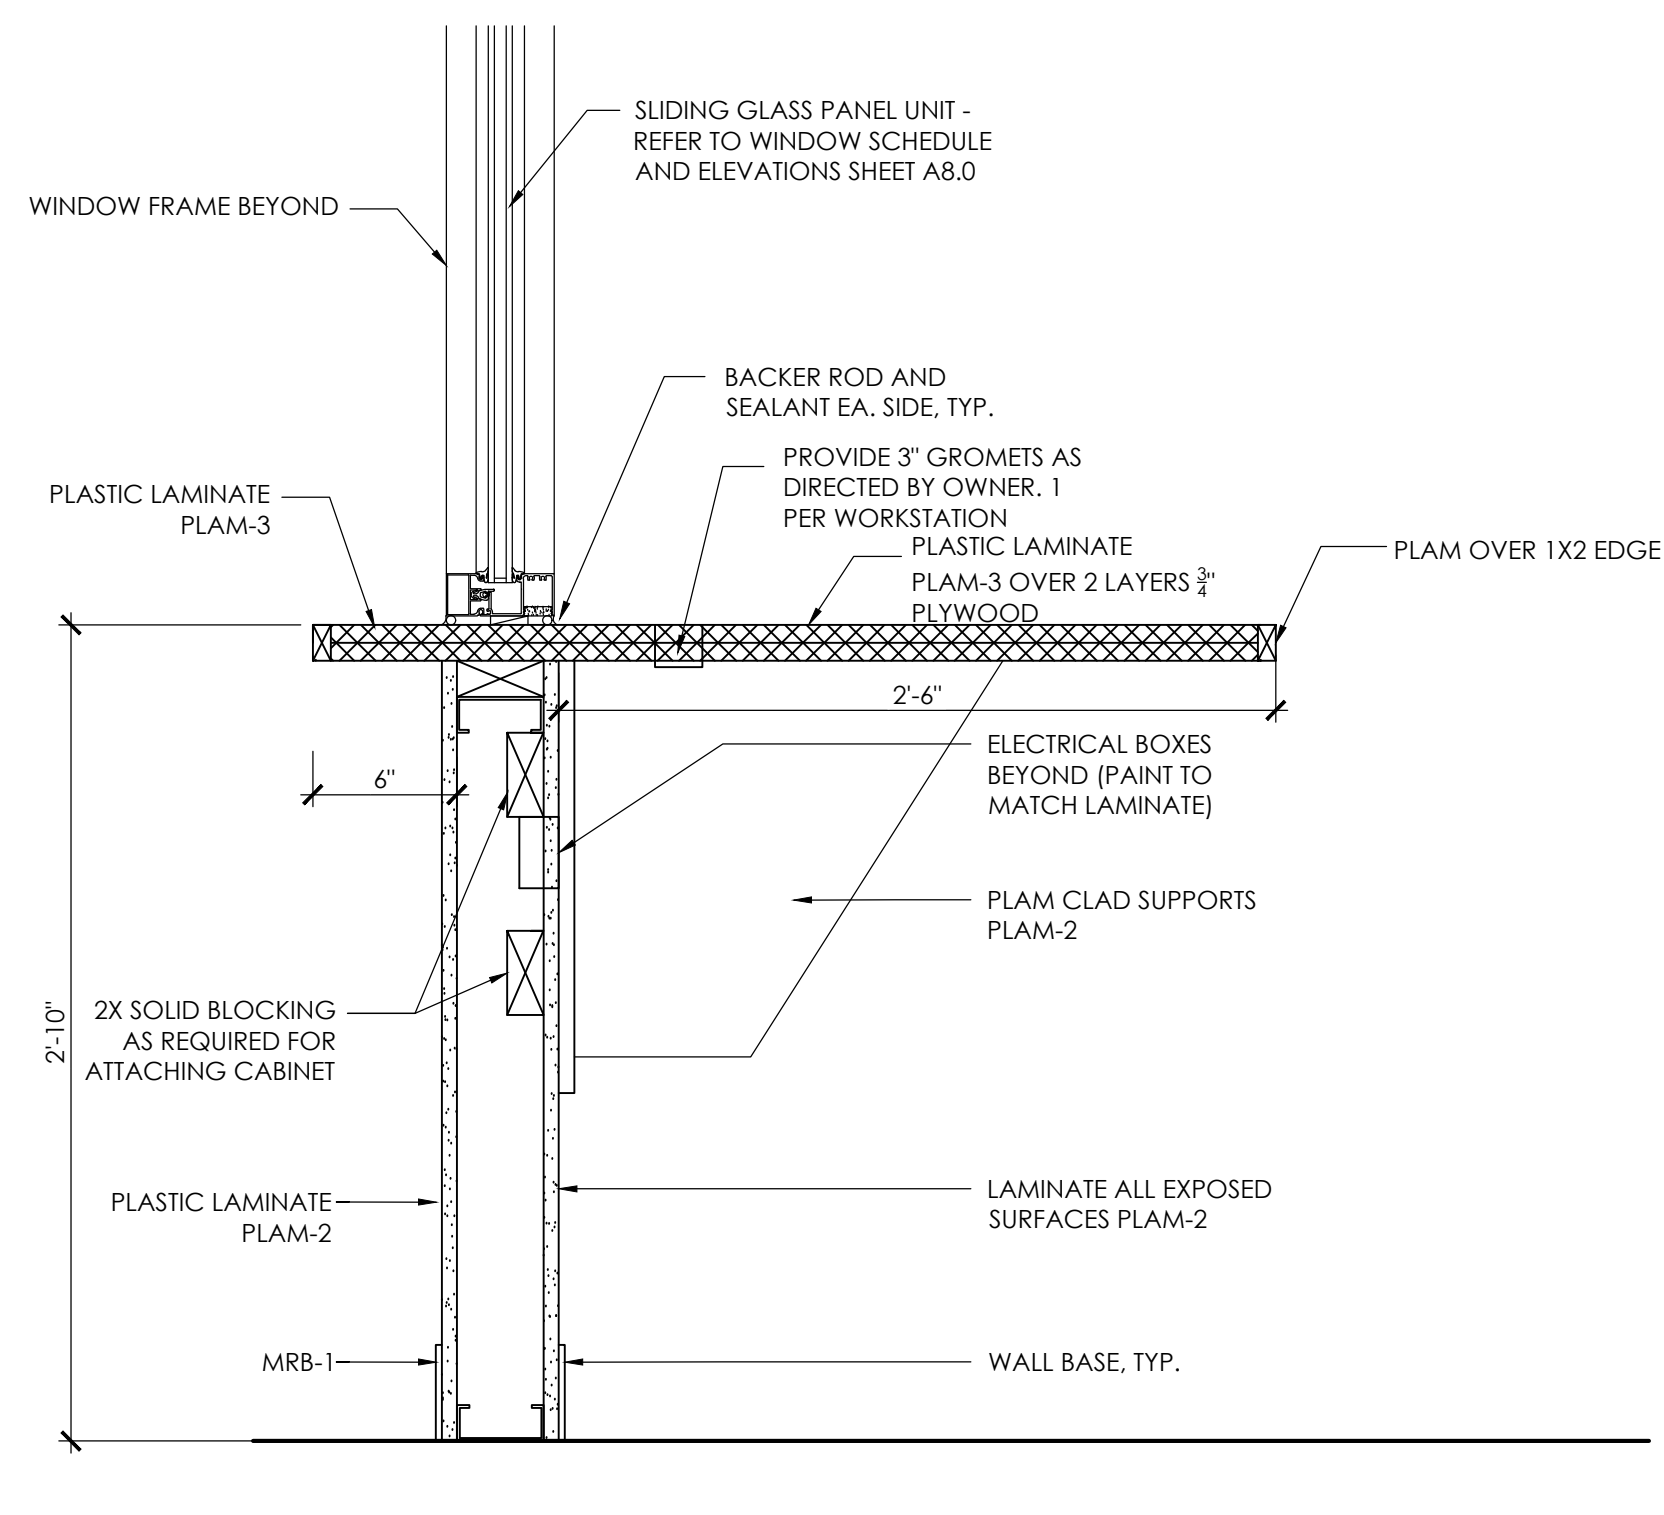 SLIDING GLASS PANEL UNIT -
REFER TO WINDOW SCHEDULE
AND ELEVATIONS SHEET A8.0
WINDOW FRAME BEYOND
BACKER ROD AND
SEALANT EA. SIDE, TYP.
PROVIDE 3" GROMETS AS
DIRECTED BY OWNER. 1
PER WORKSTATION
PLASTIC LAMINATE
PLAM-3
PLASTIC LAMINATE
PLAM-3 OVER 2 LAYERS 3/4"
PLYWOOD
PLAM OVER 1X2 EDGE
2'-6"
6"
ELECTRICAL BOXES
BEYOND (PAINT TO
MATCH LAMINATE)
PLAM CLAD SUPPORTS
PLAM-2
2'-10"
2X SOLID BLOCKING
AS REQUIRED FOR
ATTACHING CABINET
PLASTIC LAMINATE
PLAM-2
LAMINATE ALL EXPOSED
SURFACES PLAM-2
MRB-1
WALL BASE, TYP.